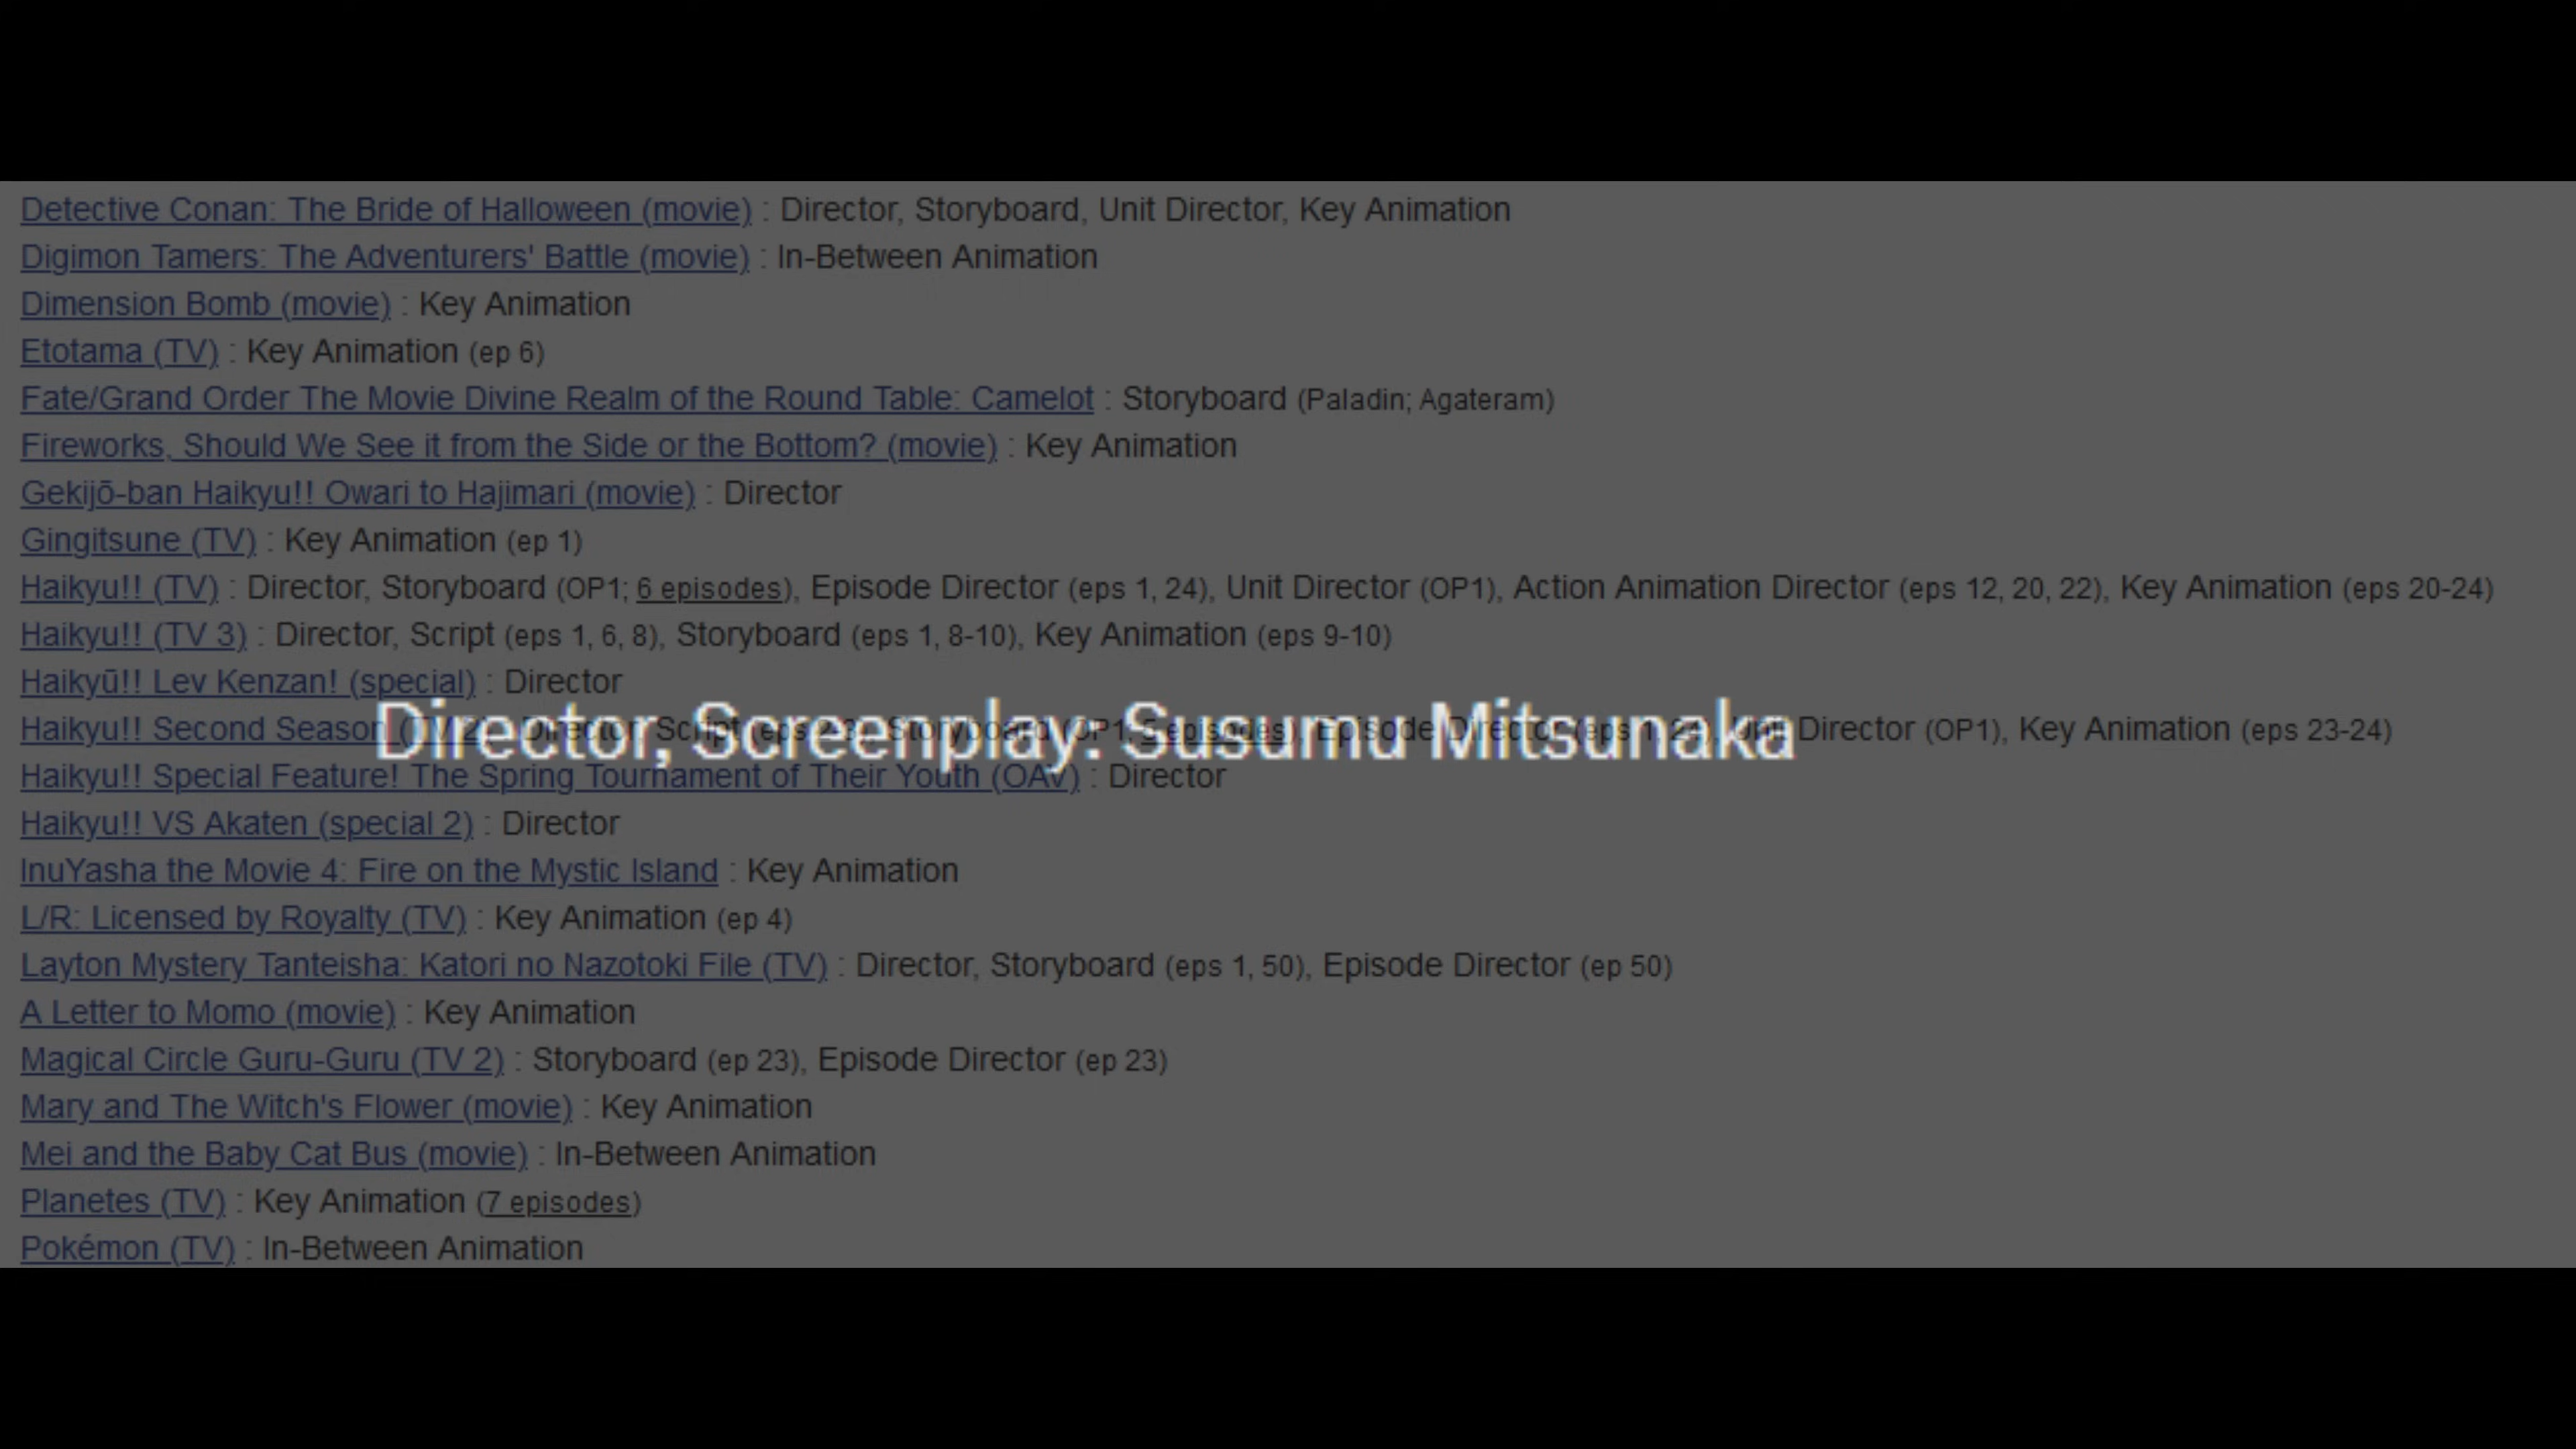 Detective Conan: The Bride of Halloween (movie) : Director, Storyboard, Unit Director, Key Animation
Digimon Tamers: The Adventurers' Battle (movie) : In-Between Animation
Dimension Bomb (movie) : Key Animation
Etotama (TV) : Key Animation (ep 6)
Fate/Grand Order The Movie Divine Realm of the Round Table: Camelot : Storyboard (Paladin; Agateram)
Fireworks, Should We See it from the Side or the Bottom? (movie) : Key Animation
Gekijō-ban Haikyu!! Owari to Hajimari (movie) : Director
Gingitsune (TV) : Key Animation (ep 1)
Haikyu!! (TV) : Director, Storyboard (OP1; 6 episodes), Episode Director (eps 1, 24), Unit Director (OP1), Action Animation Director (eps 12, 20, 22), Key Animation (eps 20-24)
Haikyu!! (TV 3) : Director, Script (eps 1, 6, 8), Storyboard (eps 1, 8-10), Key Animation (eps 9-10)
Haikyū!! Lev Kenzan! (special) : Director
Director, Screenplay: Susumu Mitsunaka
Haikyu!! Second Season (TV 2) : Director, Script Storyboard (OP1; 5 episodes), Episode Director Unit Director (OP1), Key Animation (eps 23-24)
Haikyu!! Special Feature! The Spring Tournament of Their Youth (OAV) : Director
Haikyu!! VS Akaten (special 2) : Director
InuYasha the Movie 4: Fire on the Mystic Island : Key Animation
L/R: Licensed by Royalty (TV) : Key Animation (ep 4)
Layton Mystery Tanteisha: Katori no Nazotoki File (TV) : Director, Storyboard (eps 1, 50), Episode Director (ep 50)
A Letter to Momo (movie) : Key Animation
Magical Circle Guru-Guru (TV 2) : Storyboard (ep 23), Episode Director (ep 23)
Mary and The Witch's Flower (movie) : Key Animation
Mei and the Baby Cat Bus (movie) : In-Between Animation
Planetes (TV) : Key Animation (7 episodes)
Pokémon (TV) : In-Between Animation